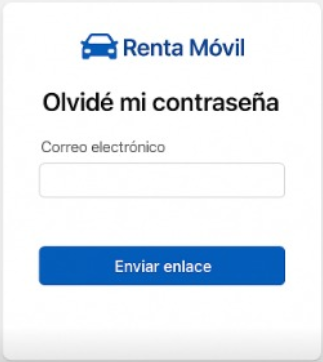 Renta Móvil
Olvidé mi contraseña
Correo electrónico
Enviar enlace